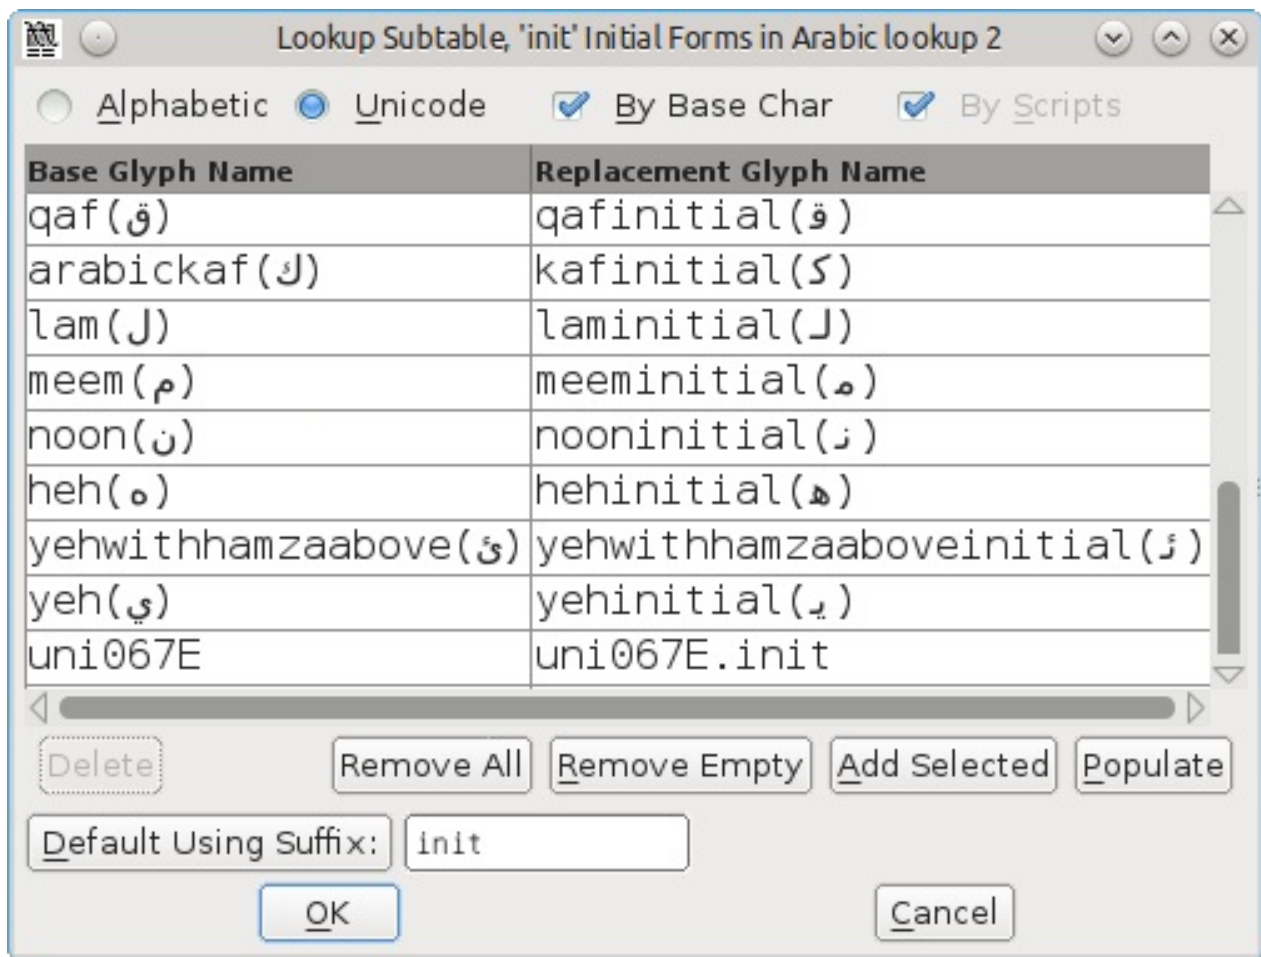 Lookup Subtable, 'init' Initial Forms in Arabic lookup 2
Alphabetic Unicode By Base Char By Scripts
Base Glyph Name Replacement Glyph Name
qaf(ق) qafinitial(ﻗ)
arabickaf(ك) kafinitial(ﻛ)
lam(ل) laminitial(ﻟ)
meem(م) meeminitial(ﻣ)
noon(ن) nooninitial(ﻧ)
heh(ه) hehinitial(ﻫ)
yehwithhamzaabove(ئ) yehwithhamzaaboveinitial(ﺋ)
yeh(ي) yehinitial(ﻳ)
uni067E uni067E.init
Delete Remove All Remove Empty Add Selected Populate
Default Using Suffix: init
OK Cancel